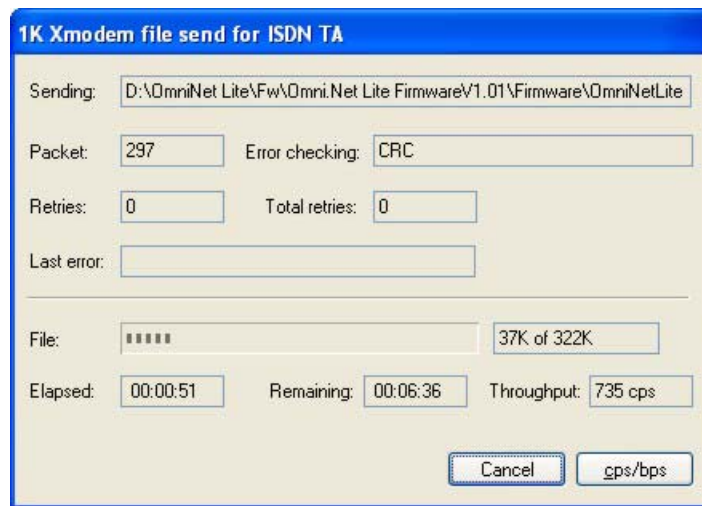 1K Xmodem file send for ISDN TA
Sending: D:\OmniNet Lite\Fw\Omni.Net Lite FirmwareV1.01\Firmware\OmniNetLite
Packet: 297 Error checking: CRC
Retries: 0 Total retries: 0
Last error:
File: 37K of 322K
Elapsed: 00:00:51 Remaining: 00:06:36 Throughput: 735 cps
Cancel cps/bps